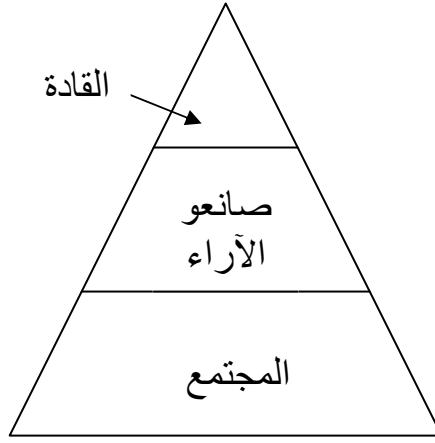 القادة
صانعو
الآراء
المجتمع